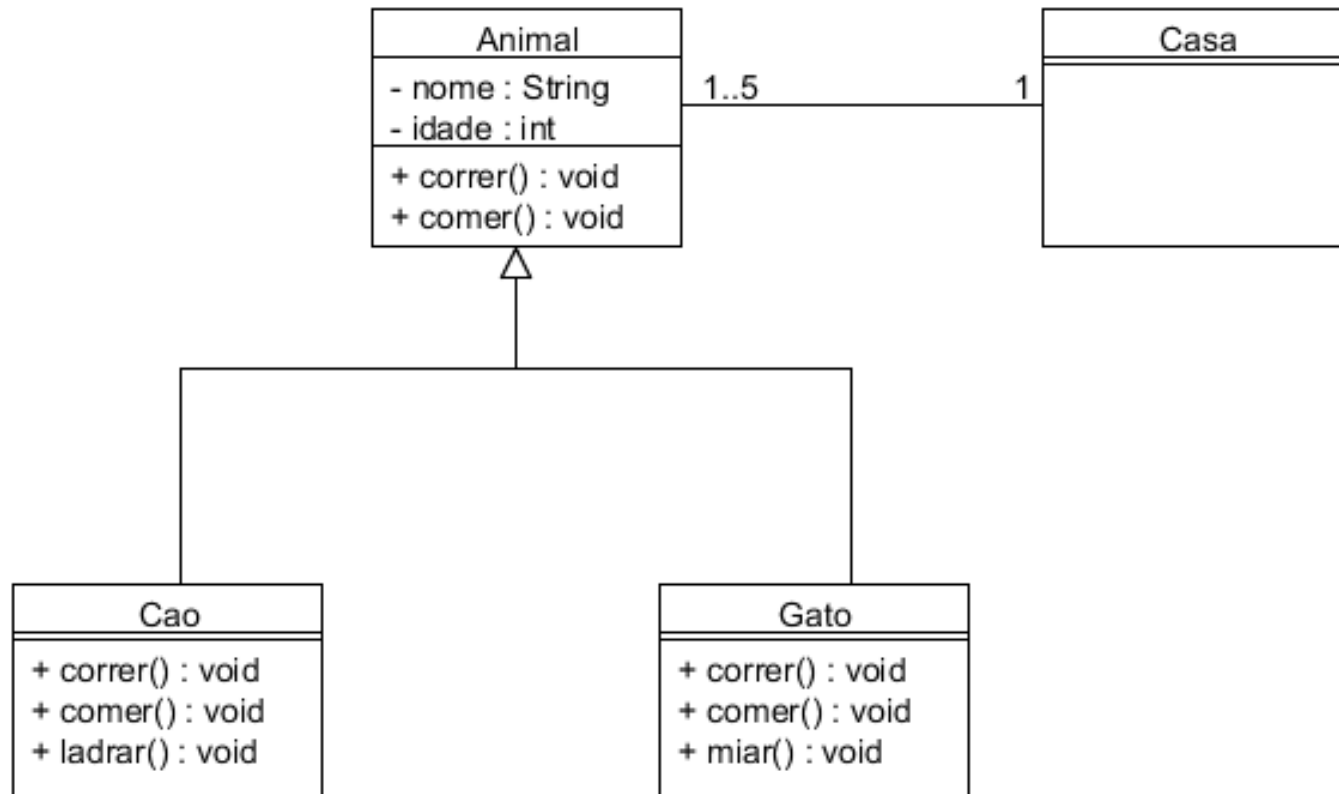 Animal
- nome : String
- idade : int
+ correr() : void
+ comer() : void
1..5
1
Casa
Cao
+ correr() : void
+ comer() : void
+ ladrar() : void
Gato
+ correr() : void
+ comer() : void
+ miar() : void